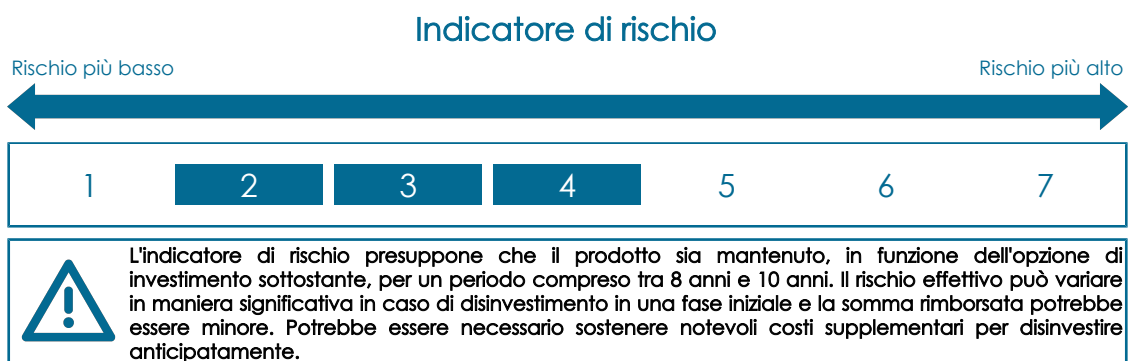 Indicatore di rischio
Rischio più basso
Rischio più alto
1 2 3 4 5 6 7
L'indicatore di rischio presuppone che il prodotto sia mantenuto, in funzione dell'opzione di
investimento sottostante, per un periodo compreso tra 8 anni e 10 anni. Il rischio effettivo può variare
in maniera significativa in caso di disinvestimento in una fase iniziale e la somma rimborsata potrebbe
essere minore. Potrebbe essere necessario sostenere notevoli costi supplementari per disinvestire
anticipatamente.